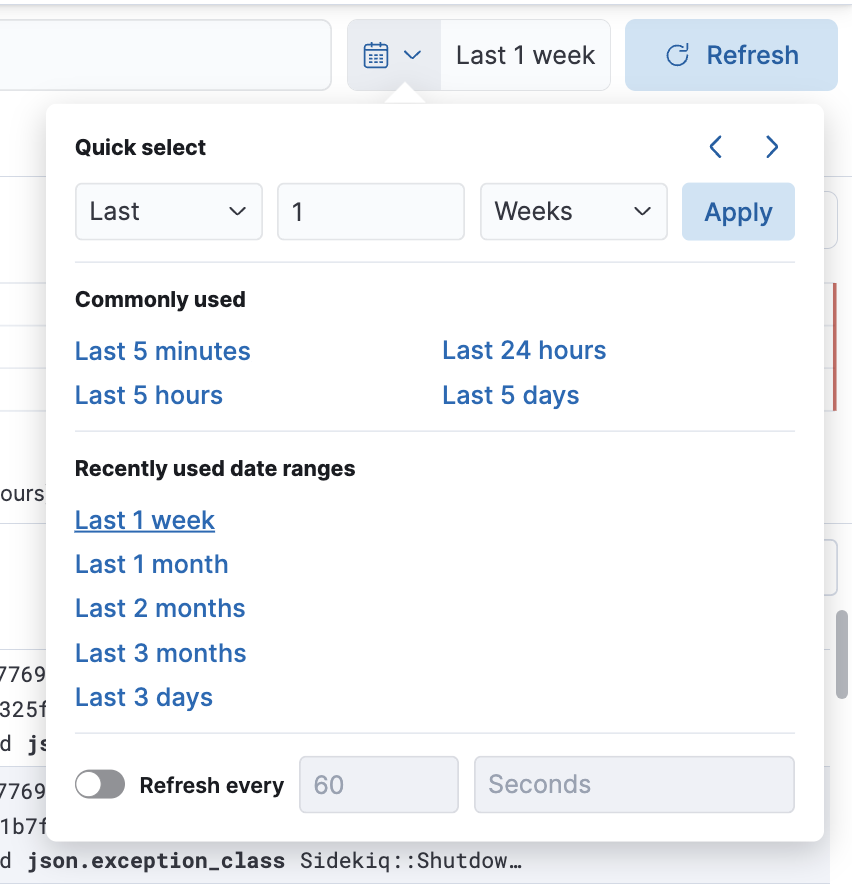 Last 1 week Refresh
Quick select
Last 1 Weeks Apply
Commonly used
Last 5 minutes Last 24 hours
Last 5 hours Last 5 days
Recently used date ranges
ours
Last 1 week
Last 1 month
Last 2 months
Last 3 months
7769
Last 3 days
325f
d js
Refresh every 60 Seconds
7769
1b7f
d json.exception_class Sidekiq::Shutdow…